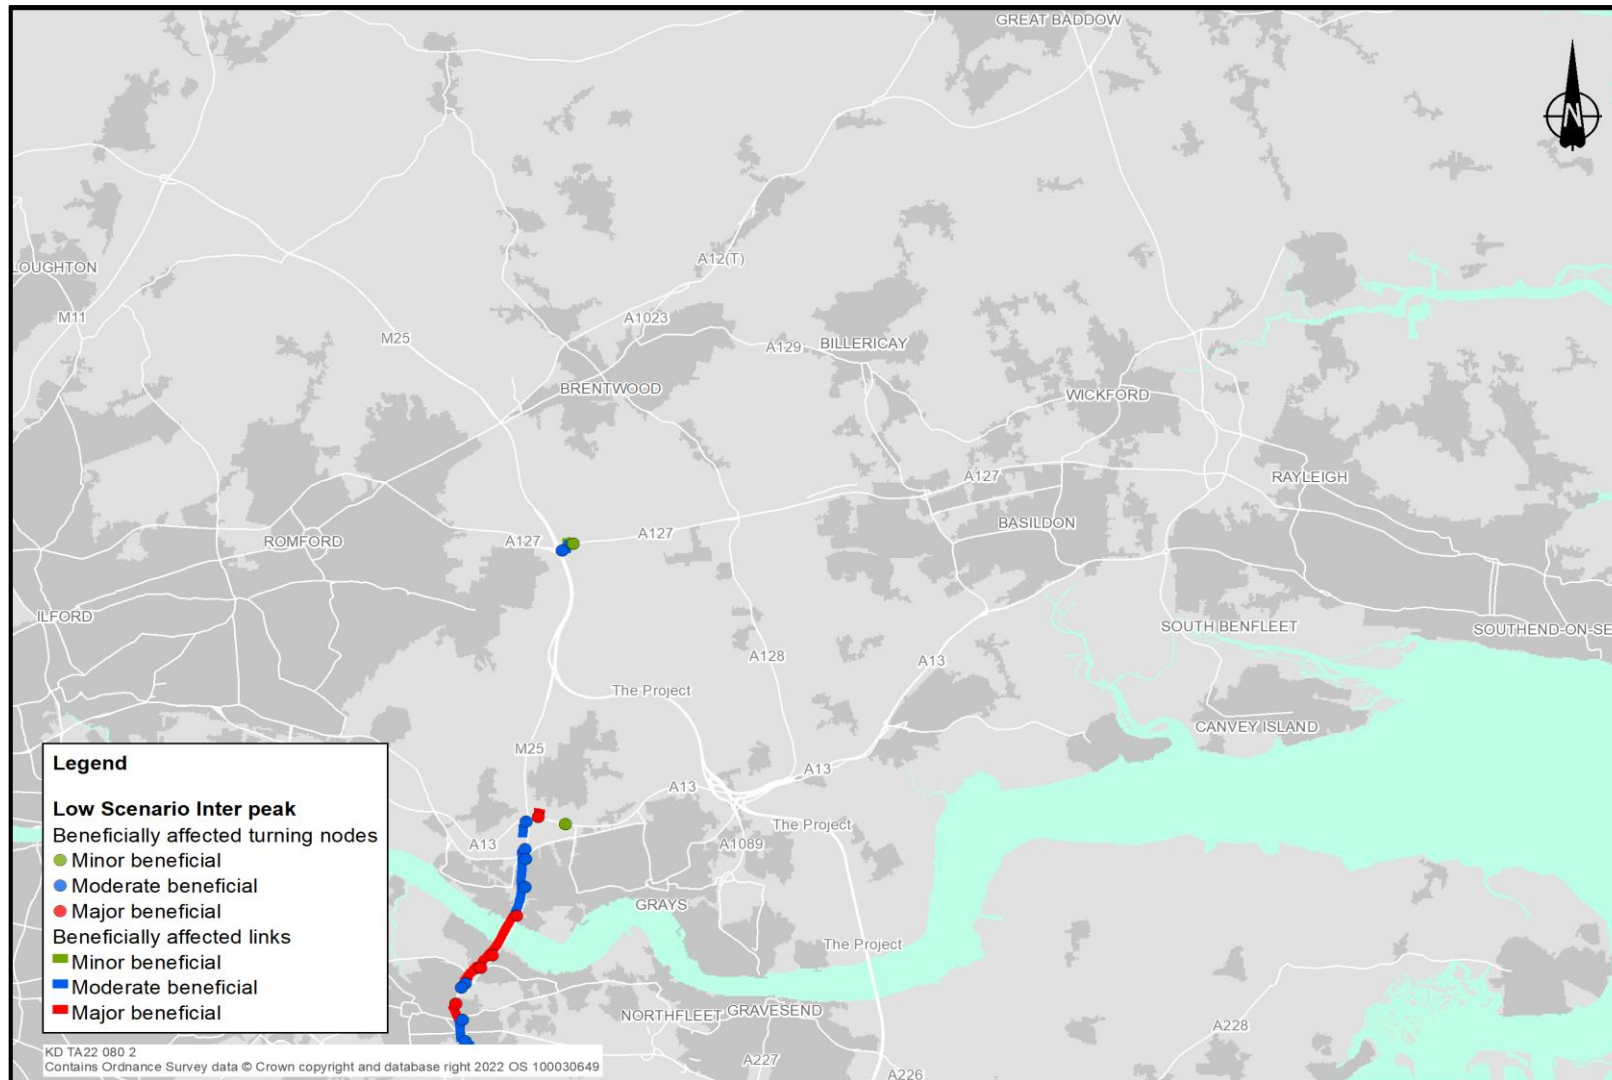 GREAT BADDOW
N
A12(T)
LOUGHTON
M11
A1023
M25
A129
BILLERICAY
BRENTWOOD
WICKFORD
A127
RAYLEIGH
BASILDON
A127
A127
ROMFORD
ILFORD
SOUTH BENFLEET
SOUTHEND-ON-SE
A128
A13
The Project
CANVEY ISLAND
M25
A13
A13
The Project
A13
A1089
GRAYS
The Project
NORTHFLEET
GRAVESEND
A228
A227
A226
Legend
Low Scenario Inter peak
Beneficially affected turning nodes
Minor beneficial
Moderate beneficial
Major beneficial
Beneficially affected links
Minor beneficial
Moderate beneficial
Major beneficial
KD TA22 080 2
Contains Ordnance Survey data © Crown copyright and database right 2022 OS 100030649